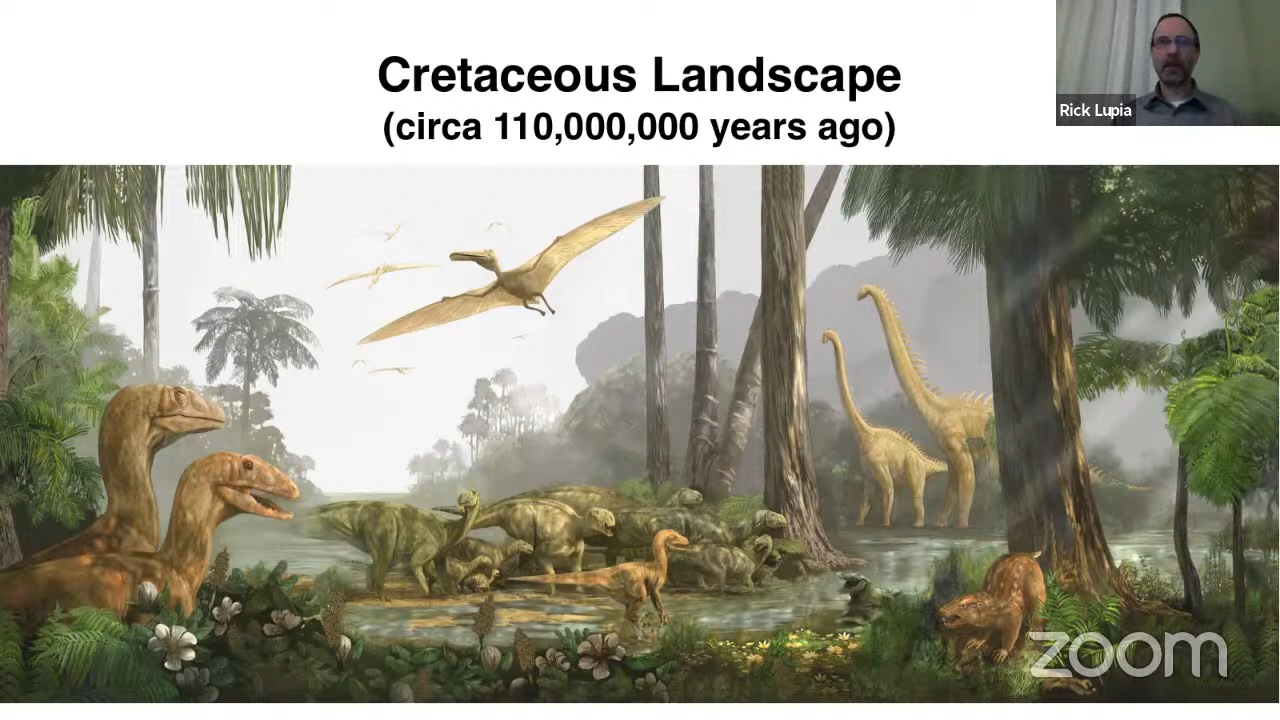 Cretaceous Landscape
(circa 110,000,000 years ago)
Rick Lupia
zoom